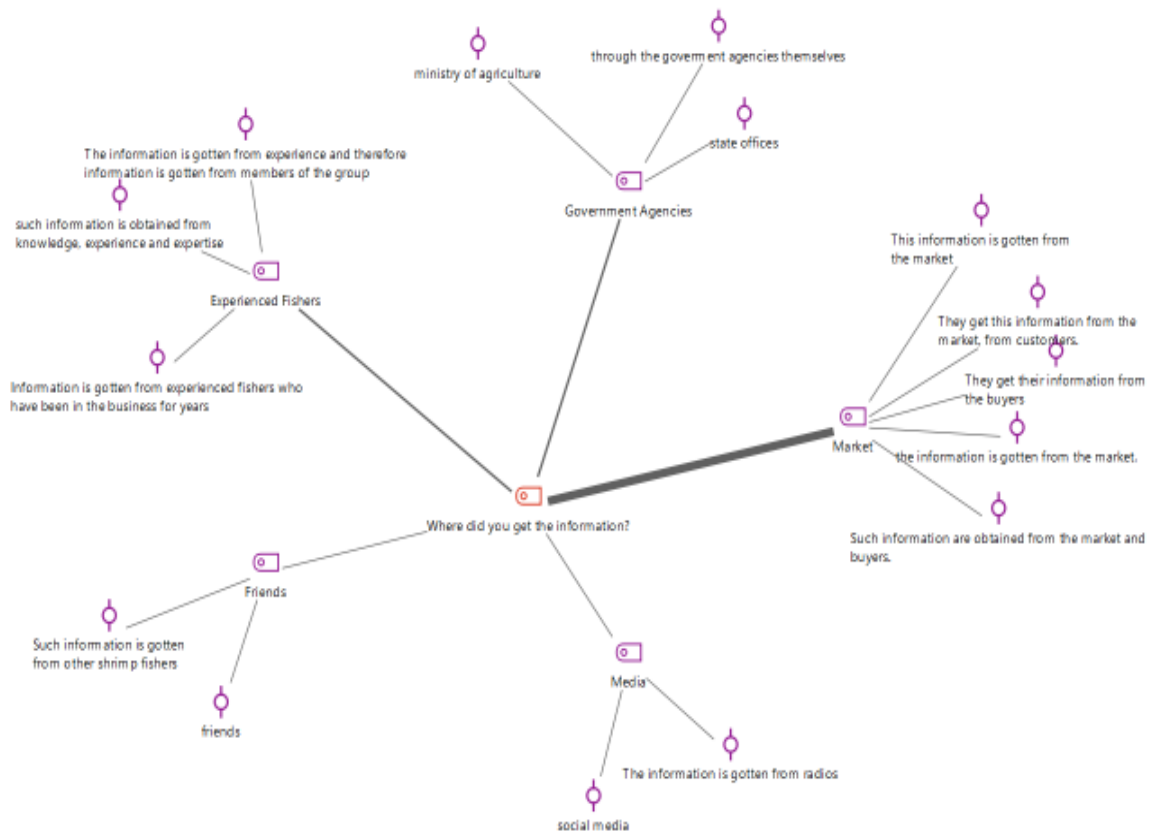 ministry of agriculture
through the goverment agencies themselves
state offices
Government Agencies
The information is gotten from experience and therefore
information is gotten from members of the group
such information is obtained from
knowledge, experience and expertise
Experienced Fishers
Information is gotten from experienced fishers who
have been in the business for years
This information is gotten from
the market
They get this information from the
market, from customers.
They get their information from
the buyers
Market
the information is gotten from the market.
Such information are obtained from the market and
buyers.
Where did you get the information?
Friends
Such information is gotten
from other shrimp fishers
friends
Media
The information is gotten from radios
social media